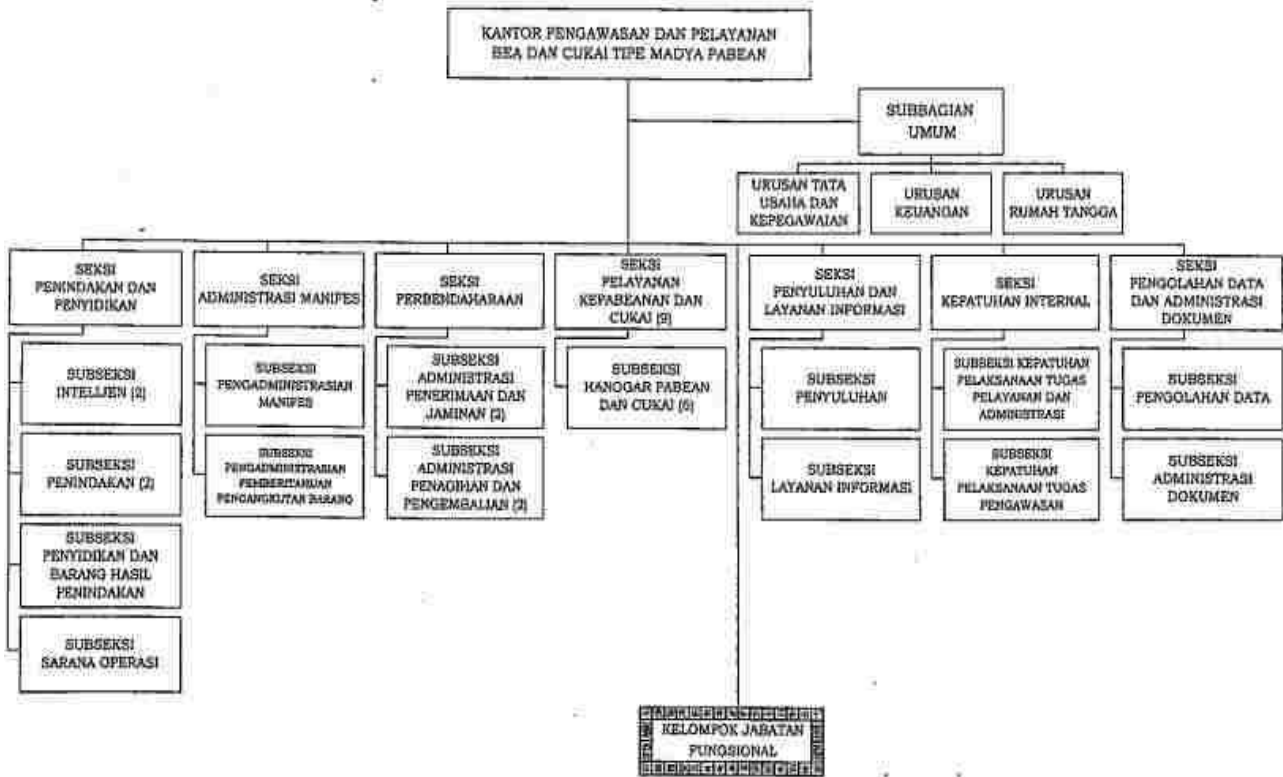 KANTOR PENGAWASAN DAN PELAYANAN
BEA DAN CUKAI TIPE MADYA PABEAN
SUBBAGIAN
UMUM
URUSAN TATA
USAHA DAN
KEPEGAWAIAN
URUSAN
KEUANGAN
URUSAN
RUMAH TANGGA
SEKSI
PENINDAKAN DAN
PENYIDIKAN
SEKSI
ADMINISTRASI MANIFES
SEKSI
PERBENDAHARAAN
SEKSI
PELAYANAN
KEPABEANAN DAN
CUKAI (9)
SEKSI
PENYULUHAN DAN
LAYANAN INFORMASI
SEKSI
KEPATUHAN INTERNAL
SEKSI
PENGOLAHAN DATA
DAN ADMINISTRASI
DOKUMEN
SUBSEKSI
INTELIJEN (2)
SUBSEKSI
PENGADMINISTRASIAN
MANIFES
SUBSEKSI
ADMINISTRASI
PENERIMAAN DAN
JAMINAN (2)
SUBSEKSI
HANGGAR PABEAN
DAN CUKAI (6)
SUBSEKSI
PENYULUHAN
SUBSEKSI KEPATUHAN
PELAKSANAAN TUGAS
PELAYANAN DAN
ADMINISTRASI
SUBSEKSI
PENGOLAHAN DATA
SUBSEKSI
PENINDAKAN (2)
SUBSEKSI
PENGADMINISTRASIAN
PEMBERITAHUAN
PENGANGKUTAN BARANG
SUBSEKSI
ADMINISTRASI
PENAGIHAN DAN
PENGEMBALIAN (2)
SUBSEKSI
LAYANAN INFORMASI
SUBSEKSI
KEPATUHAN
PELAKSANAAN TUGAS
PENGAWASAN
SUBSEKSI
ADMINISTRASI
DOKUMEN
SUBSEKSI
PENYIDIKAN DAN
BARANG HASIL
PENINDAKAN
SUBSEKSI
SARANA OPERASI
KELOMPOK JABATAN
FUNGSIONAL